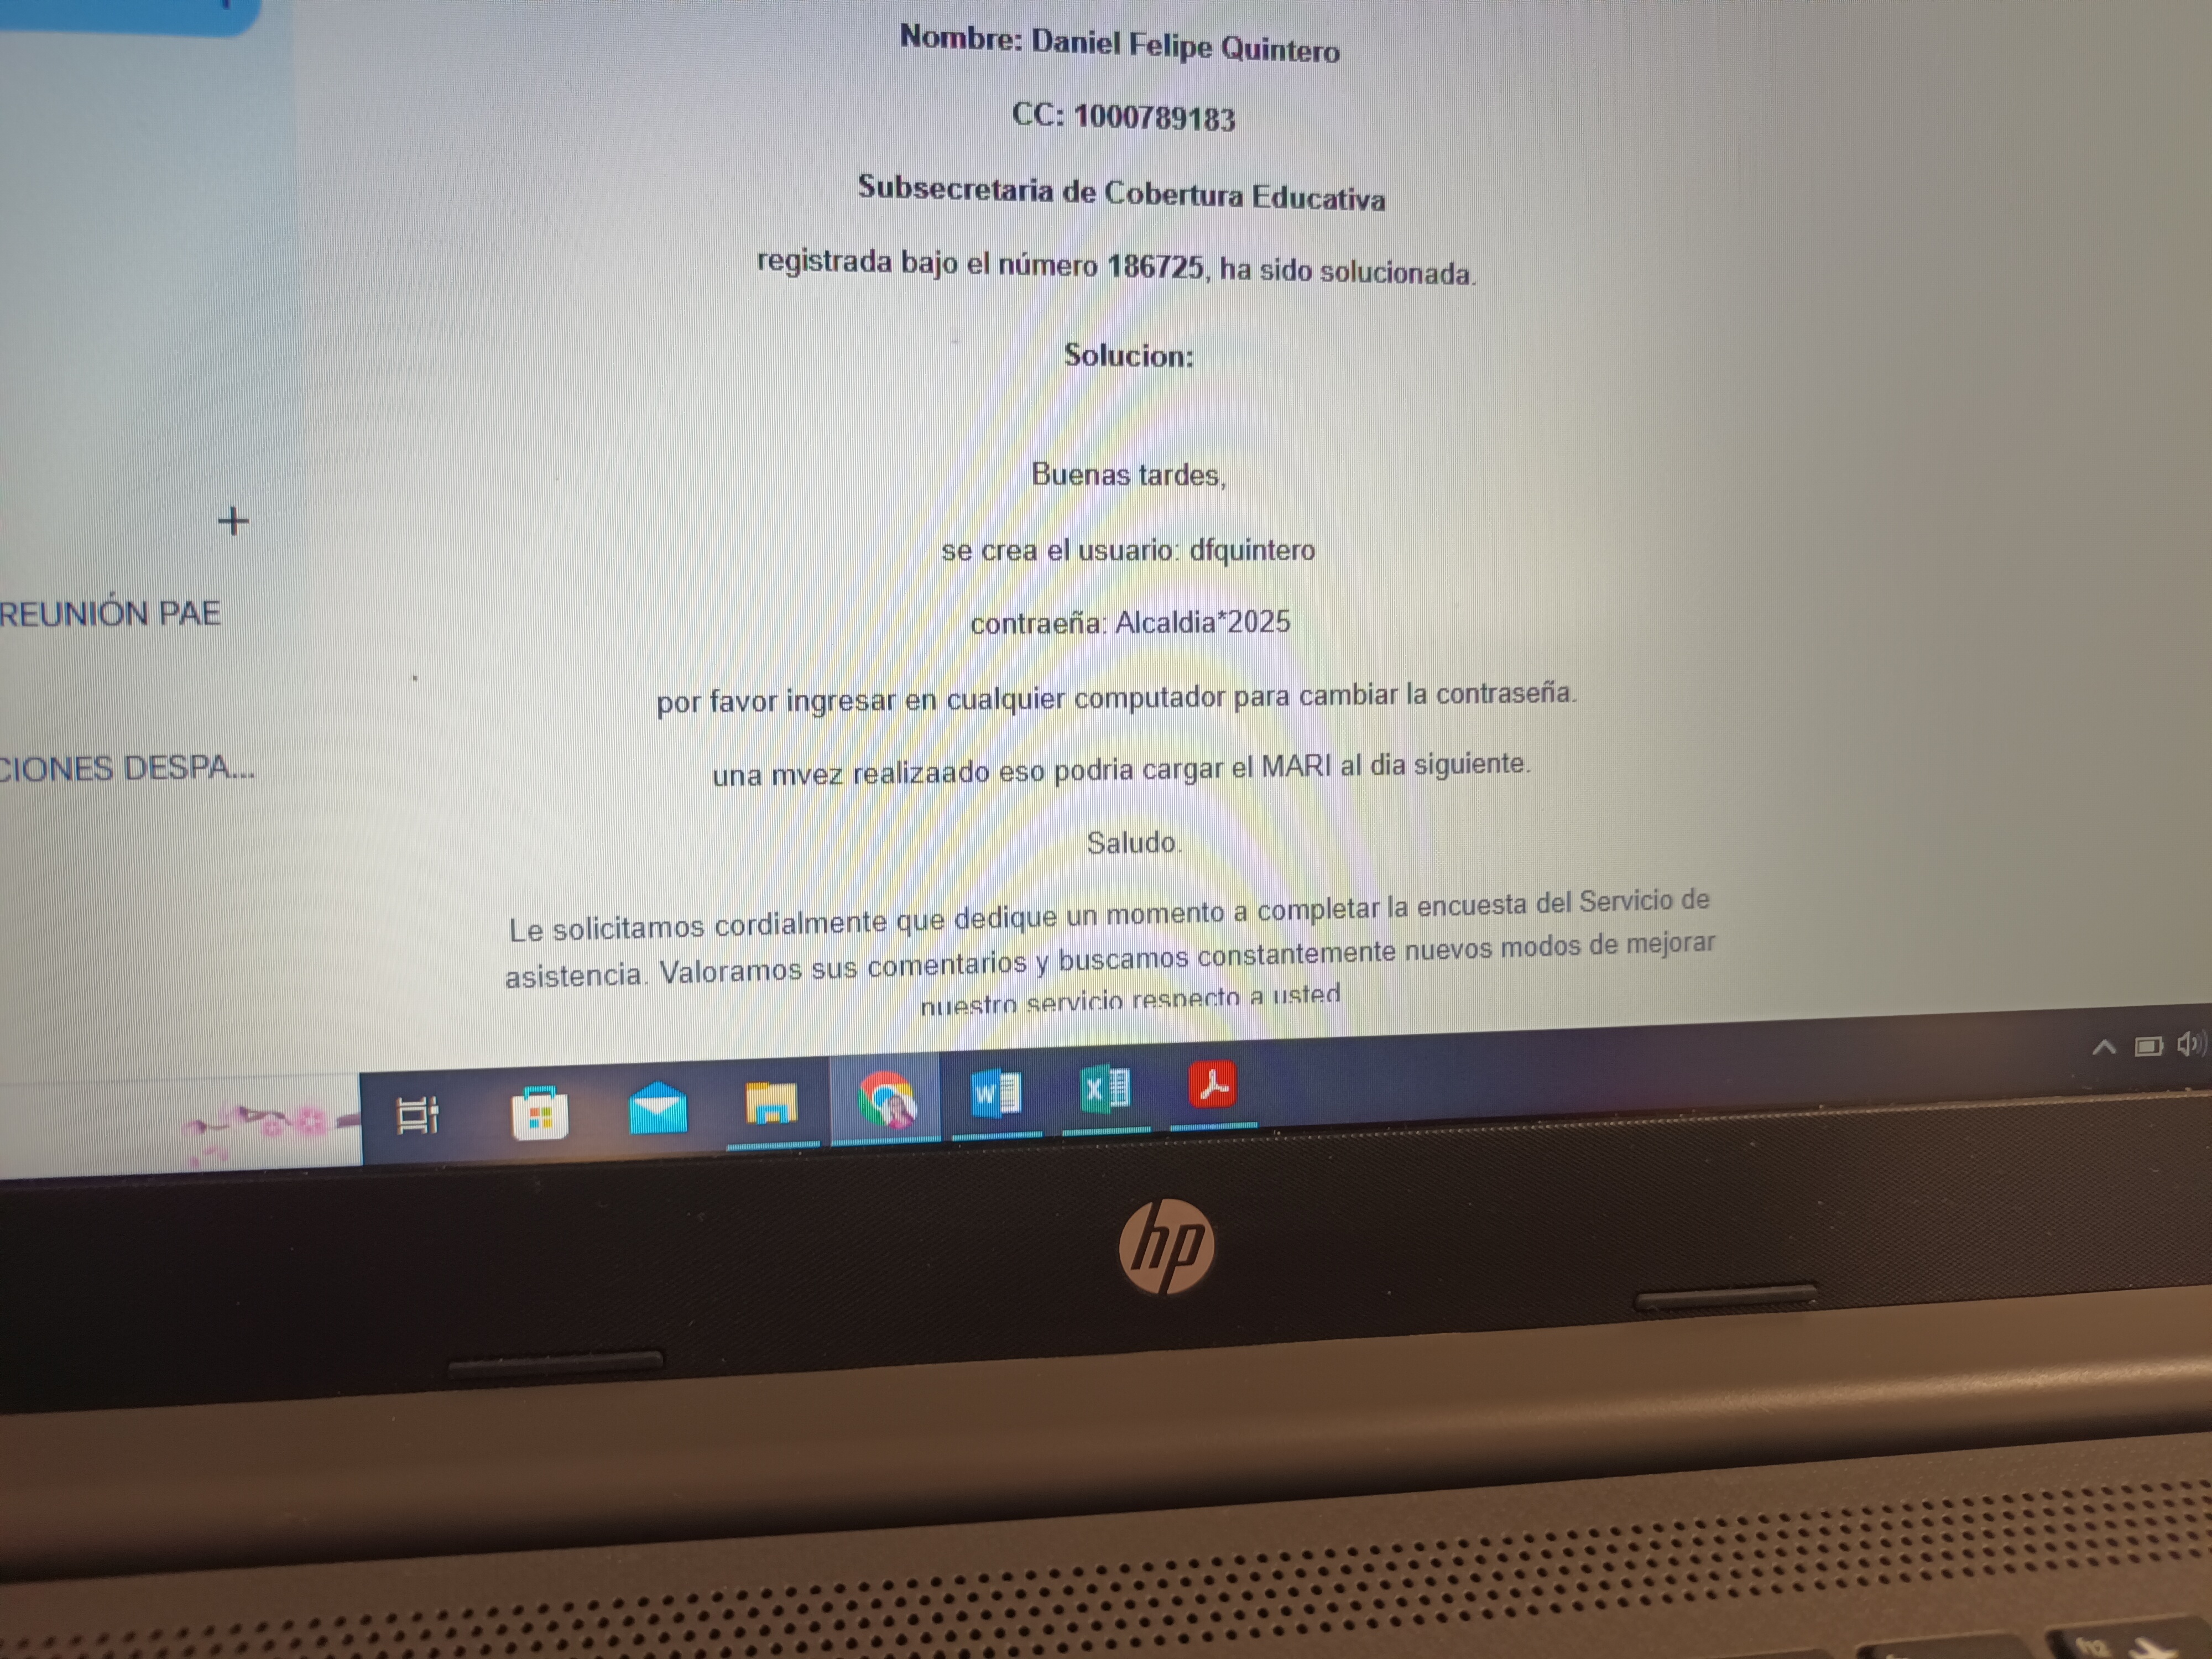 Nombre: Daniel Felipe Quintero
CC: 1000789183
Subsecretaria de Cobertura Educativa
registrada bajo el número 186725, ha sido solucionada.
Solucion:
Buenas tardes,
se crea el usuario: dfquintero
contraeña: Alcaldia*2025
por favor ingresar en cualquier computador para cambiar la contraseña.
una mvez realizaado eso podria cargar el MARI al dia siguiente.
Saludo.
Le solicitamos cordialmente que dedique un momento a completar la encuesta del Servicio de
asistencia. Valoramos sus comentarios y buscamos constantemente nuevos modos de mejorar
nuestro servicio respecto a usted
+
REUNIÓN PAE
CIONES DESPA...
W
X
hp
f12